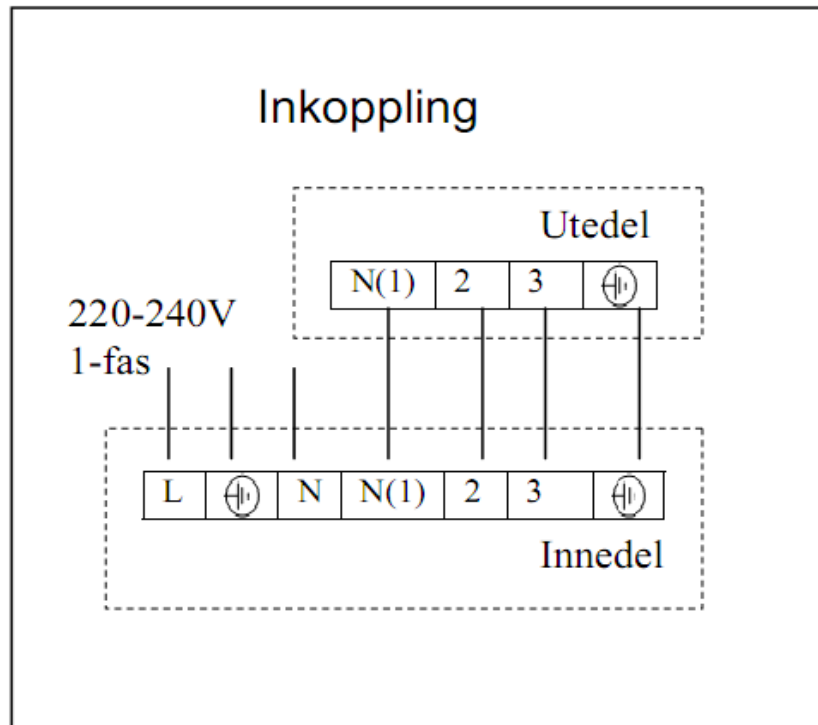 Inkoppling
Utedel
N(1) 2 3
220-240V
1-fas
L N N(1) 2 3
Innedel